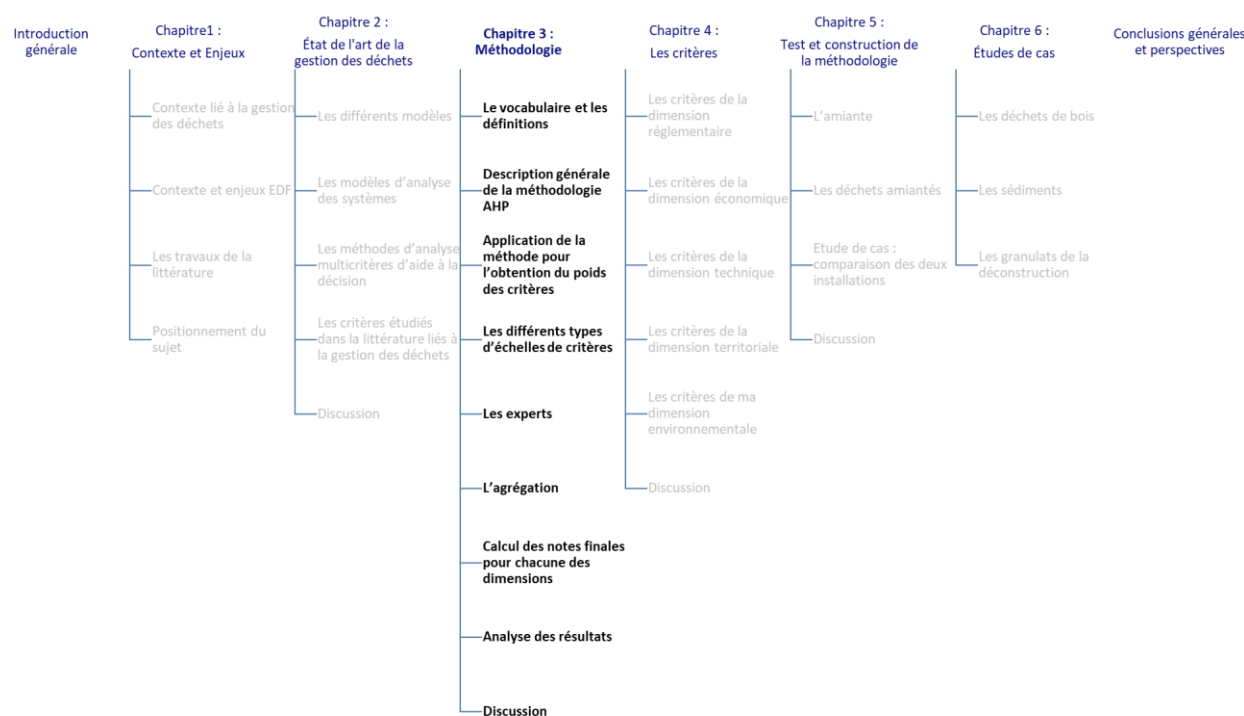 Introduction
générale
Chapitre1 :
Contexte et Enjeux
Contexte lié à la gestion
des déchets
Contexte et enjeux EDF
Les travaux de la
littérature
Positionnement du
sujet
Chapitre 2 :
État de l'art de la
gestion des déchets
Les différents modèles
Les modèles d'analyse
des systèmes
Les méthodes d'analyse
multicritères d'aide à la
décision
Les critères étudiés
dans la littérature liés à
la gestion des déchets
Discussion
Chapitre 3 :
Méthodologie
Le vocabulaire et les
définitions
Description générale
de la méthodologie
AHP
Application de la
méthode pour
l'obtention du poids
des critères
Les différents types
d'échelles de critères
Les experts
L'agrégation
Calcul des notes finales
pour chacune des
dimensions
Analyse des résultats
Discussion
Chapitre 4 :
Les critères
Les critères de la
dimension
réglementaire
Les critères de la
dimension économique
Les critères de la
dimension technique
Les critères de la
dimension territoriale
Les critères de ma
dimension
environnementale
Discussion
Chapitre 5 :
Test et construction de
la méthodologie
L'amiante
Les déchets amiantés
Etude de cas :
comparaison des deux
installations
Discussion
Chapitre 6 :
Études de cas
Les déchets de bois
Les sédiments
Les granulats de la
déconstruction
Conclusions générales
et perspectives